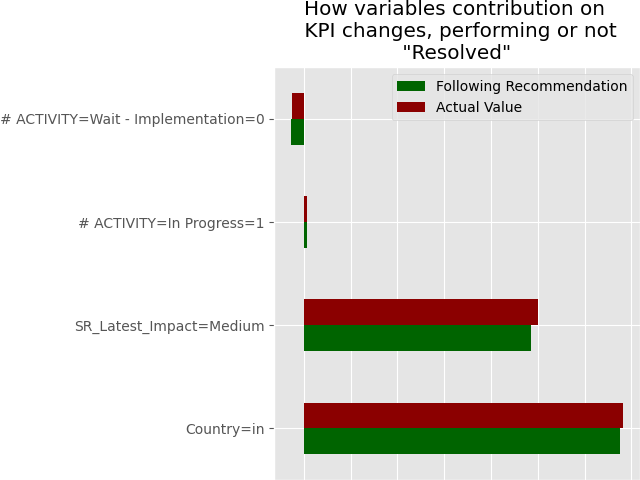 How variables contribution on
KPI changes, performing or not
"Resolved"
Following Recommendation
Actual Value
# ACTIVITY=Wait - Implementation=0
# ACTIVITY=In Progress=1
SR_Latest_Impact=Medium
Country=in